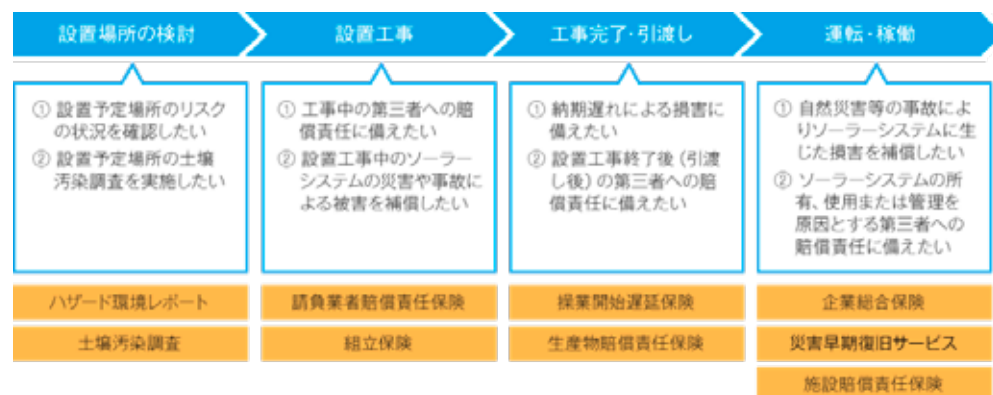 設置場所の検討
設置工事
工事完了・引渡し
運転・稼働
① 設置予定場所のリスク
の状況を確認したい
② 設置予定場所の土壌
汚染調査を実施したい
① 工事中の第三者への賠
償責任に備えたい
② 設置工事中のソーラー
システムの災害や事故に
よる被害を補償したい
① 納期遅れによる損害に
備えたい
② 設置工事終了後(引渡
し後)の第三者への賠
償責任に備えたい
① 自然災害等の事故によ
りソーラーシステムに生
じた損害を補償したい
② ソーラーシステムの所
有、使用または管理を
原因とする第三者への
賠償責任に備えたい
ハザード環境レポート
請負業者賠償責任保険
操業開始遅延保険
企業総合保険
土壌汚染調査
組立保険
生産物賠償責任保険
災害早期復旧サービス
施設賠償責任保険